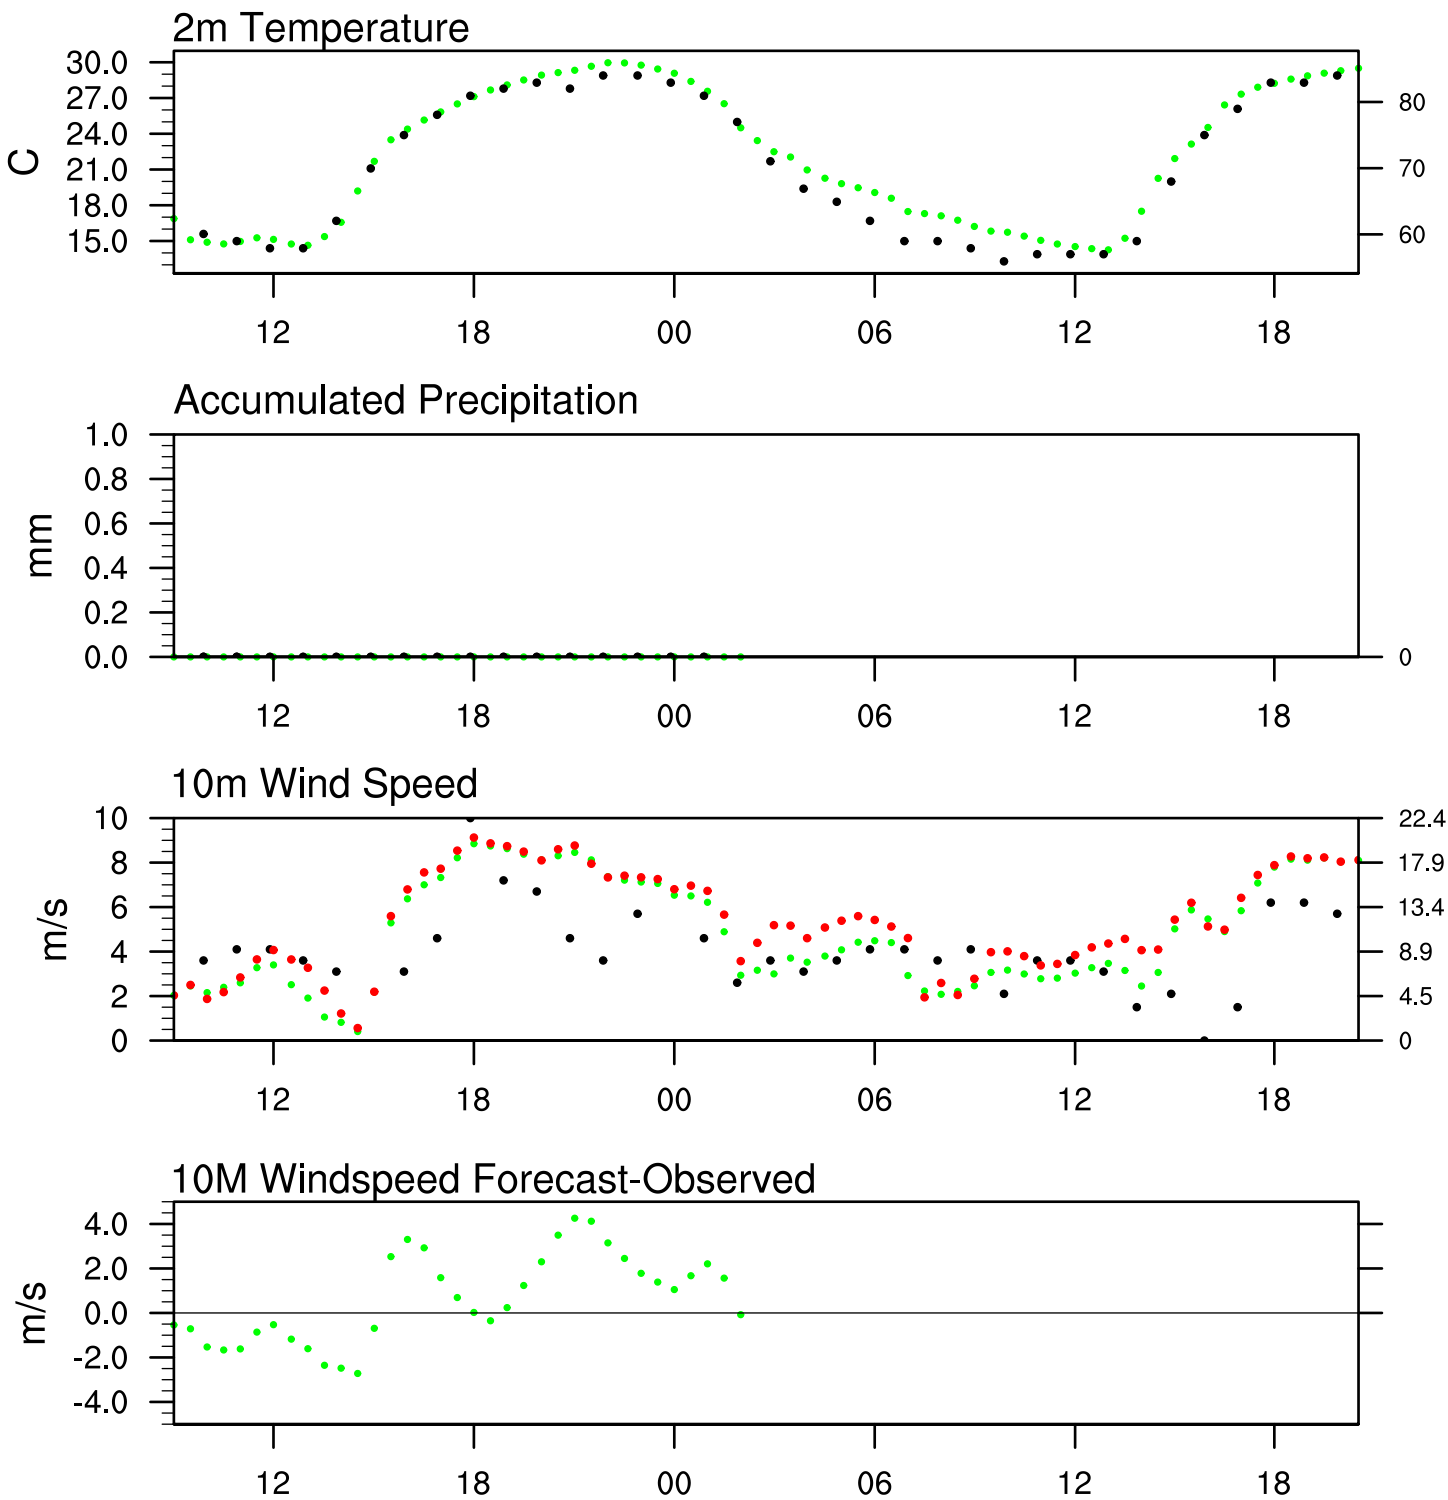 2m Temperature
30.0
27.0
24.0
21.0
18.0
15.0
C
80
70
60
12 18 00 06 12 18
Accumulated Precipitation
1.0
0.8
0.6
0.4
0.2
0.0
mm
0
12 18 00 06 12 18
10m Wind Speed
10
8
6
4
2
0
m/s
22.4
17.9
13.4
8.9
4.5
0
12 18 00 06 12 18
10M Windspeed Forecast-Observed
4.0
2.0
0.0
-2.0
-4.0
m/s
12 18 00 06 12 18